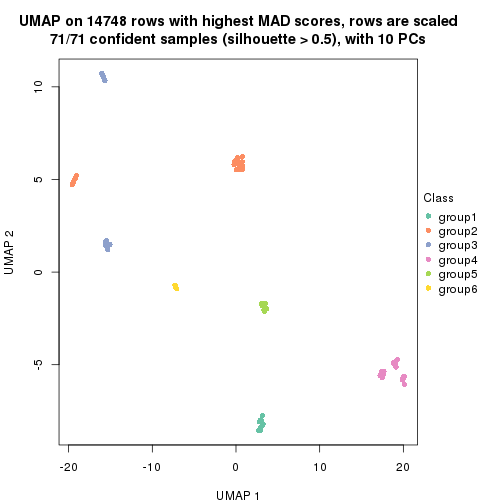 UMAP on 14748 rows with highest MAD scores, rows are scaled
71/71 confident samples (silhouette > 0.5), with 10 PCs
10
5
0
-5
UMAP 2
-20
-10
0
10
20
UMAP 1
Class
group1
group2
group3
group4
group5
group6